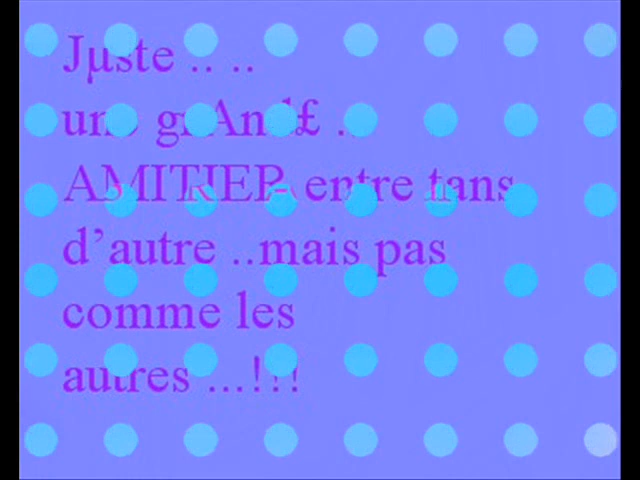 Jµste .. ..
une grAnd£ ..
AMITIER entre tans
d’autre ..mais pas
comme les
autres ...!!!